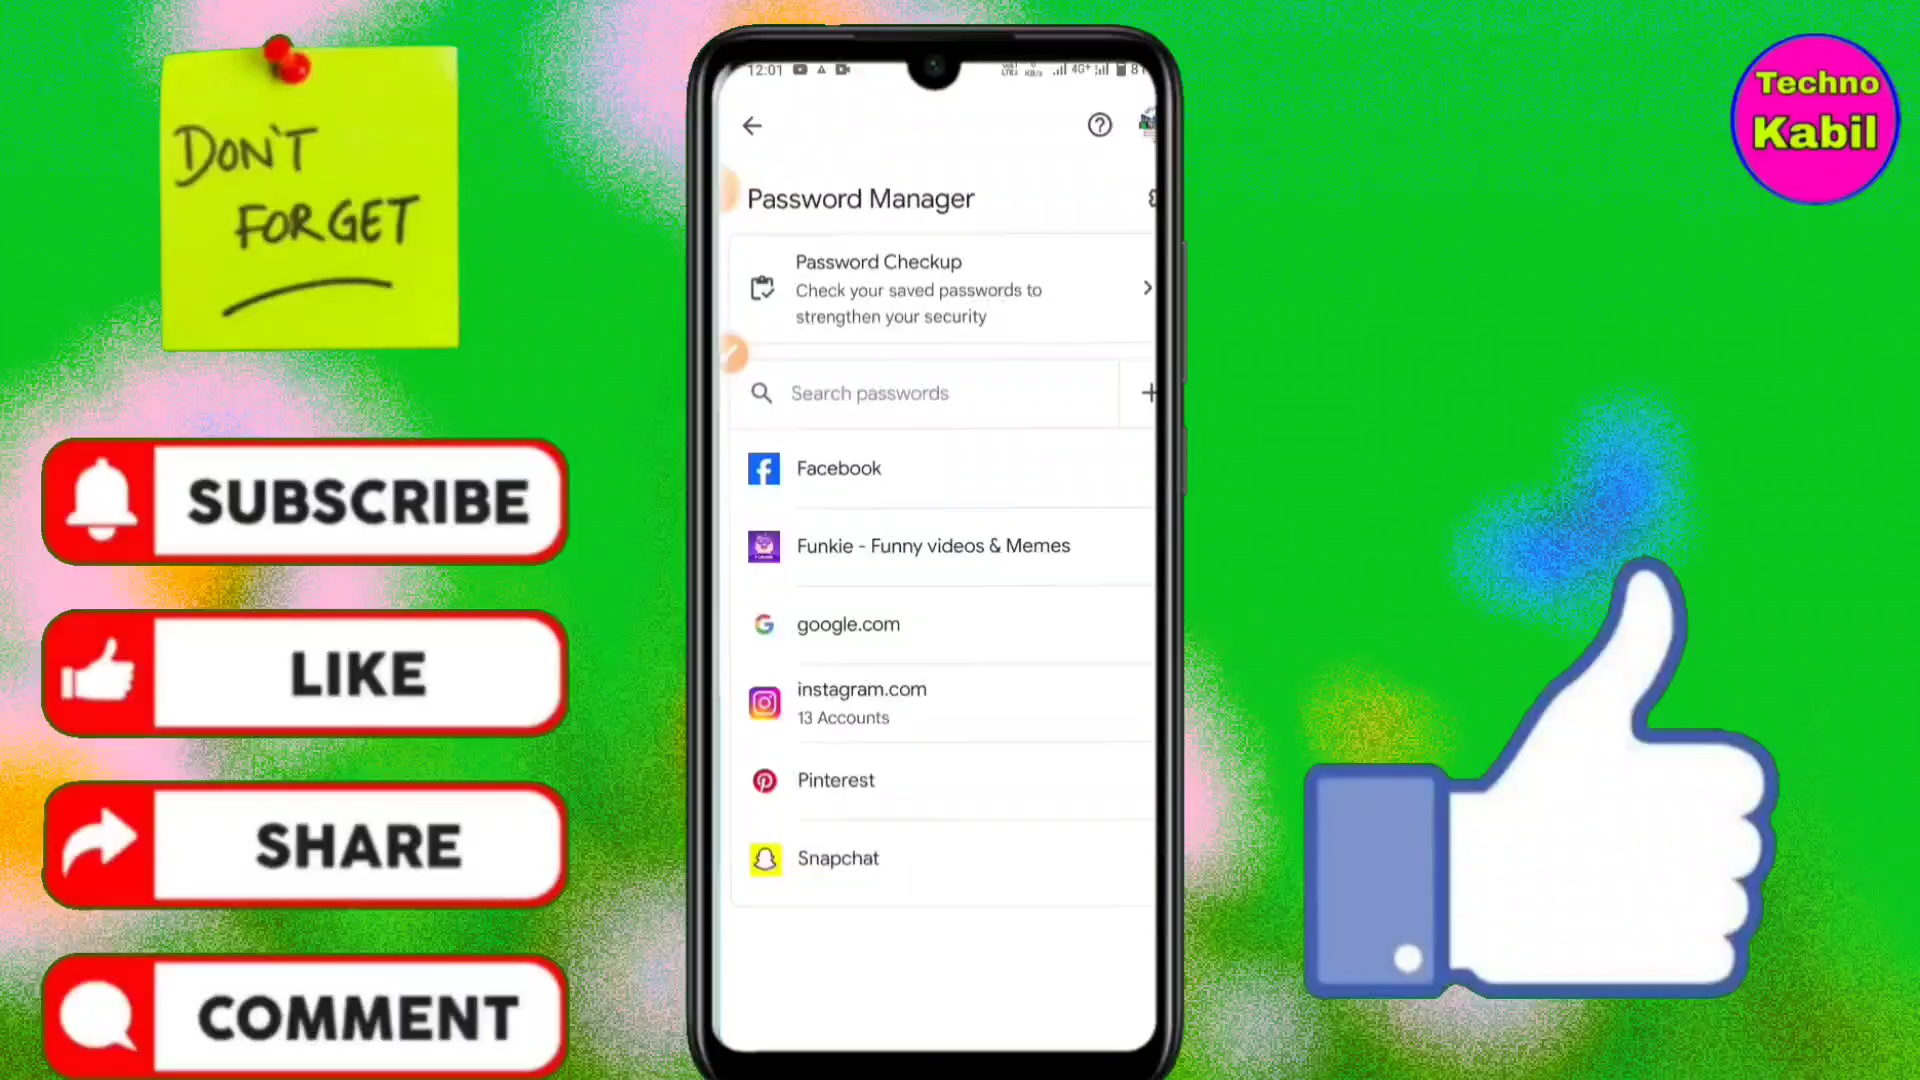 DON'T
FORGET
SUBSCRIBE
LIKE
SHARE
COMMENT
12:01
4G+
Password Manager
Password Checkup
Check your saved passwords to
strengthen your security
Search passwords
Facebook
Funkie - Funny videos & Memes
google.com
instagram.com
13 Accounts
Pinterest
Snapchat
Techno
Kabil